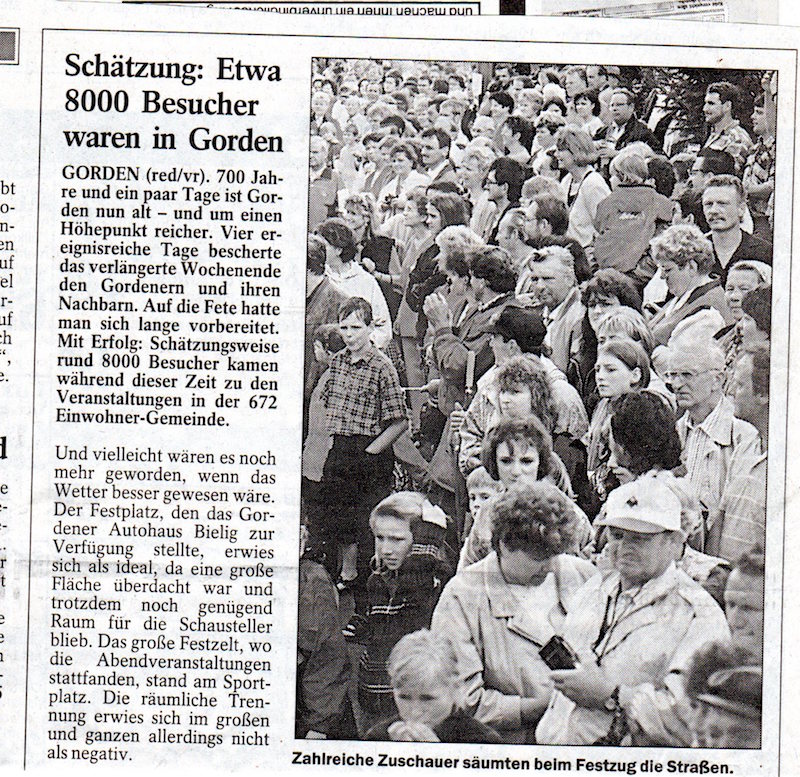 und machen Ihnen ein unverbindliches
Schätzung: Etwa
8000 Besucher
waren in Gorden
GORDEN (red/vr). 700 Jah-
re und ein paar Tage ist Gor-
den nun alt – und um einen
Höhepunkt reicher. Vier er-
eignisreiche Tage bescherte
das verlängerte Wochenende
den Gordenern und ihren
Nachbarn. Auf die Fete hatte
man sich lange vorbereitet.
Mit Erfolg: Schätzungsweise
rund 8000 Besucher kamen
während dieser Zeit zu den
Veranstaltungen in der 672
Einwohner-Gemeinde.
Und vielleicht wären es noch
mehr geworden, wenn das
Wetter besser gewesen wäre.
Der Festplatz, den das Gor-
dener Autohaus Bielig zur
Verfügung stellte, erwies
sich als ideal, da eine große
Fläche überdacht war und
trotzdem noch genügend
Raum für die Schausteller
blieb. Das große Festzelt, wo
die Abendveranstaltungen
stattfanden, stand am Sport-
platz. Die räumliche Tren-
nung erwies sich im großen
und ganzen allerdings nicht
als negativ.
Zahlreiche Zuschauer säumten beim Festzug die Straßen.